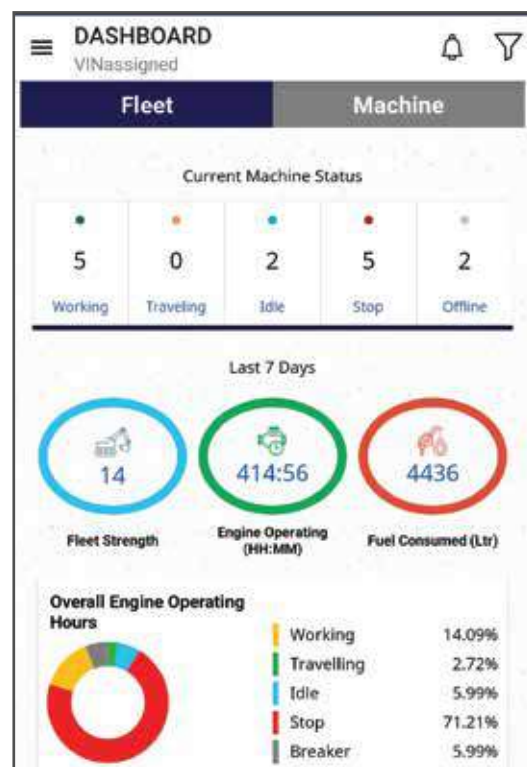 DASHBOARD
VINassigned
Fleet Machine
Current Machine Status
5 0 2 5 2
Working Traveling Idle Stop Offline
Last 7 Days
14 414:56 4436
Fleet Strength Engine Operating (HH:MM) Fuel Consumed (Ltr)
Overall Engine Operating
Hours
Working 14.09%
Travelling 2.72%
Idle 5.99%
Stop 71.21%
Breaker 5.99%